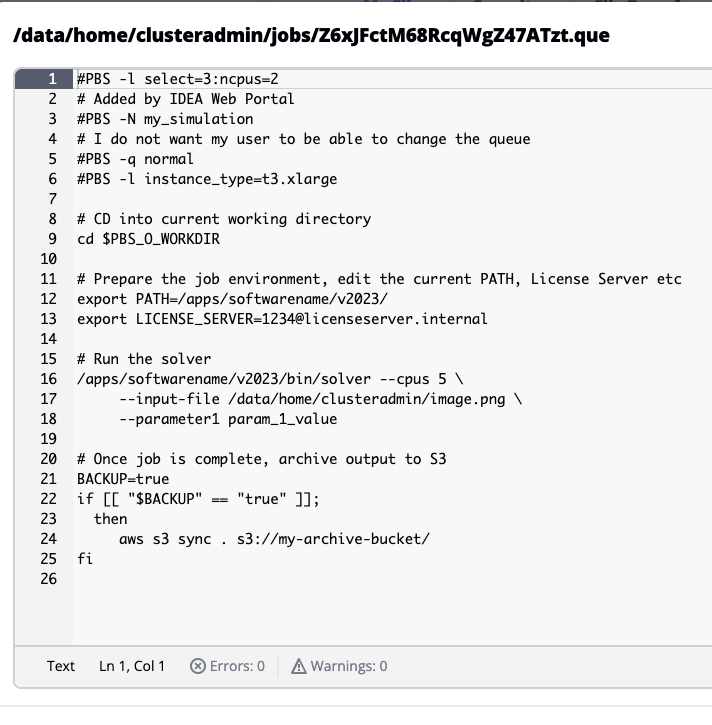 /data/home/clusteradmin/jobs/Z6xJFctM68RcqWgZ47ATzt.que
1 #PBS -l select=3:ncpus=2
2 # Added by IDEA Web Portal
3 #PBS -N my_simulation
4 # I do not want my user to be able to change the queue
5 #PBS -q normal
6 #PBS -l instance_type=t3.xlarge
7
8 # CD into current working directory
9 cd $PBS_O_WORKDIR
10
11 # Prepare the job environment, edit the current PATH, License Server etc
12 export PATH=/apps/softwarename/v2023/
13 export LICENSE_SERVER=1234@licenseserver.internal
14
15 # Run the solver
16 /apps/softwarename/v2023/bin/solver --cpus 5 \
17      --input-file /data/home/clusteradmin/image.png \
18      --parameter1 param_1_value
19
20 # Once job is complete, archive output to S3
21 BACKUP=true
22 if [[ "$BACKUP" == "true" ]];
23   then
24      aws s3 sync . s3://my-archive-bucket/
25 fi
26
Text Ln 1, Col 1 Errors: 0 Warnings: 0